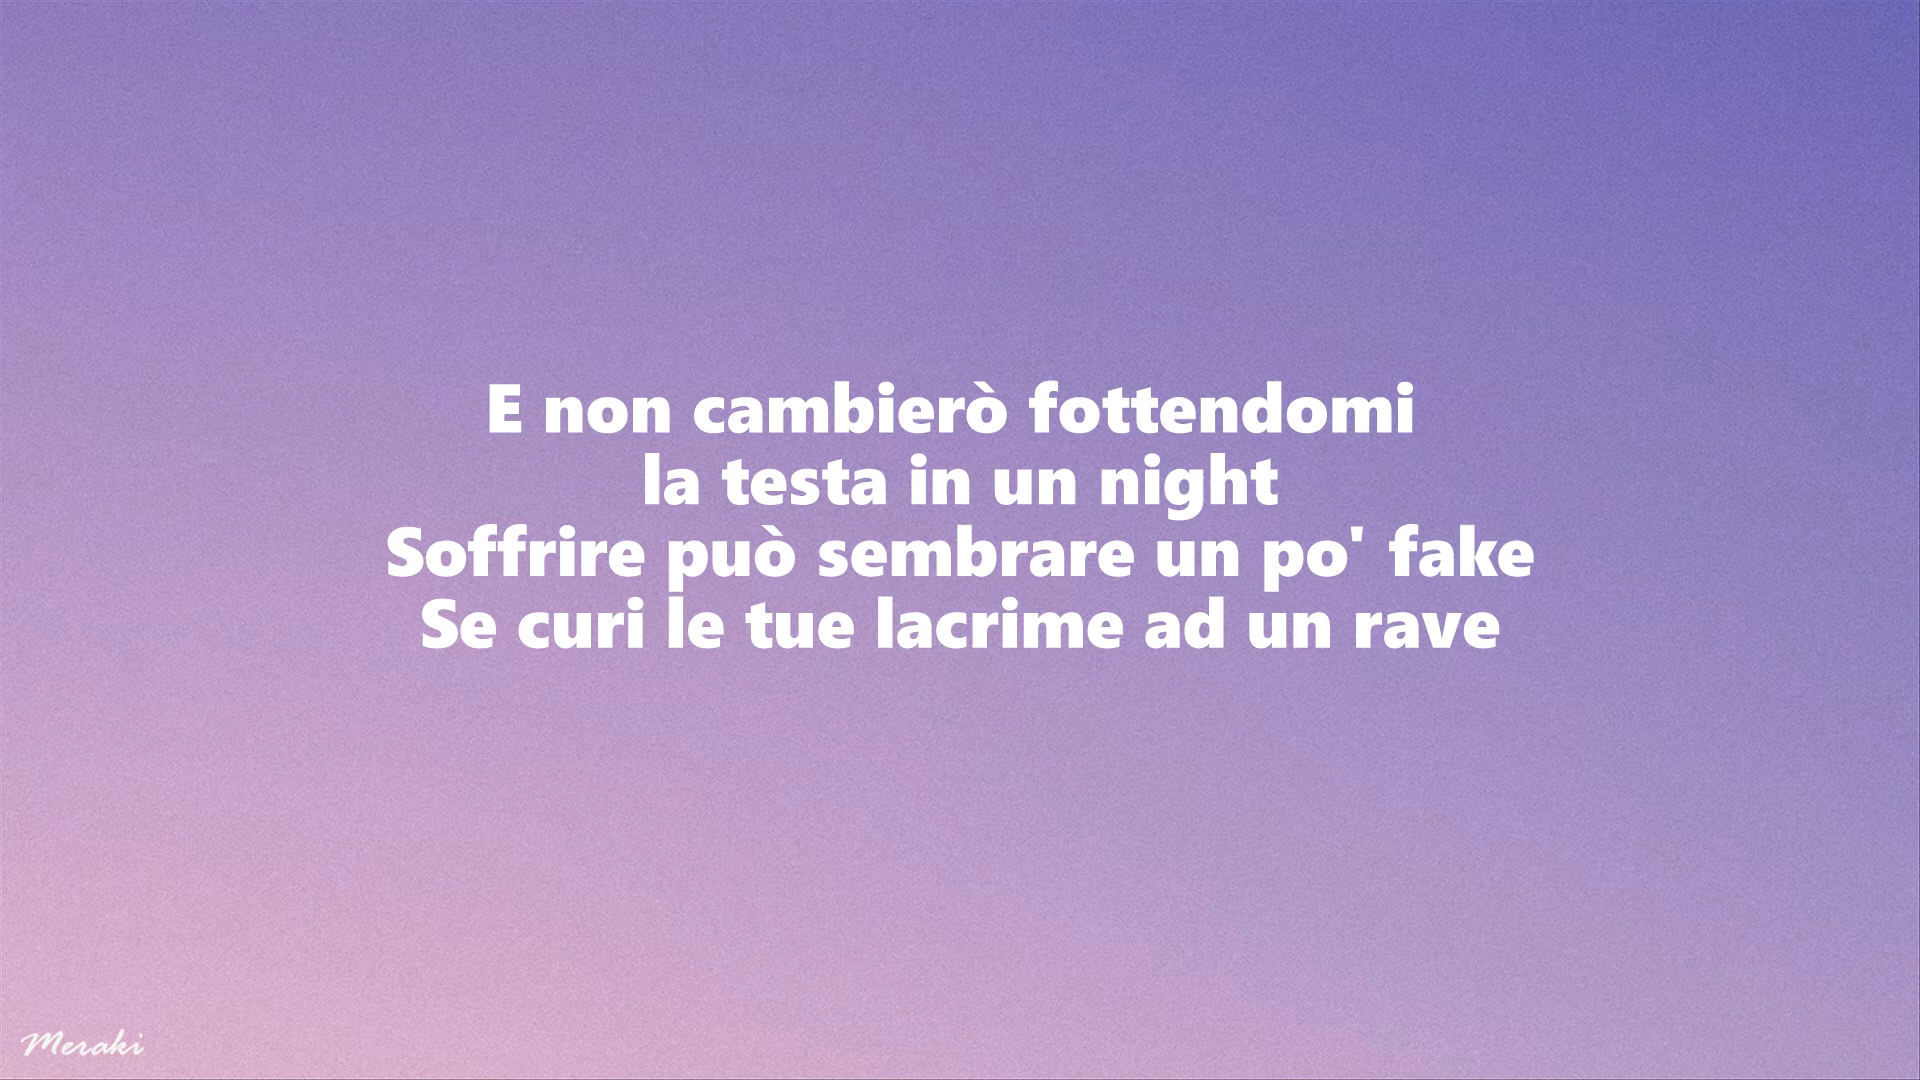 E non cambierò fottendomi
la testa in un night
Soffrire può sembrare un po' fake
Se curi le tue lacrime ad un rave
Meraki